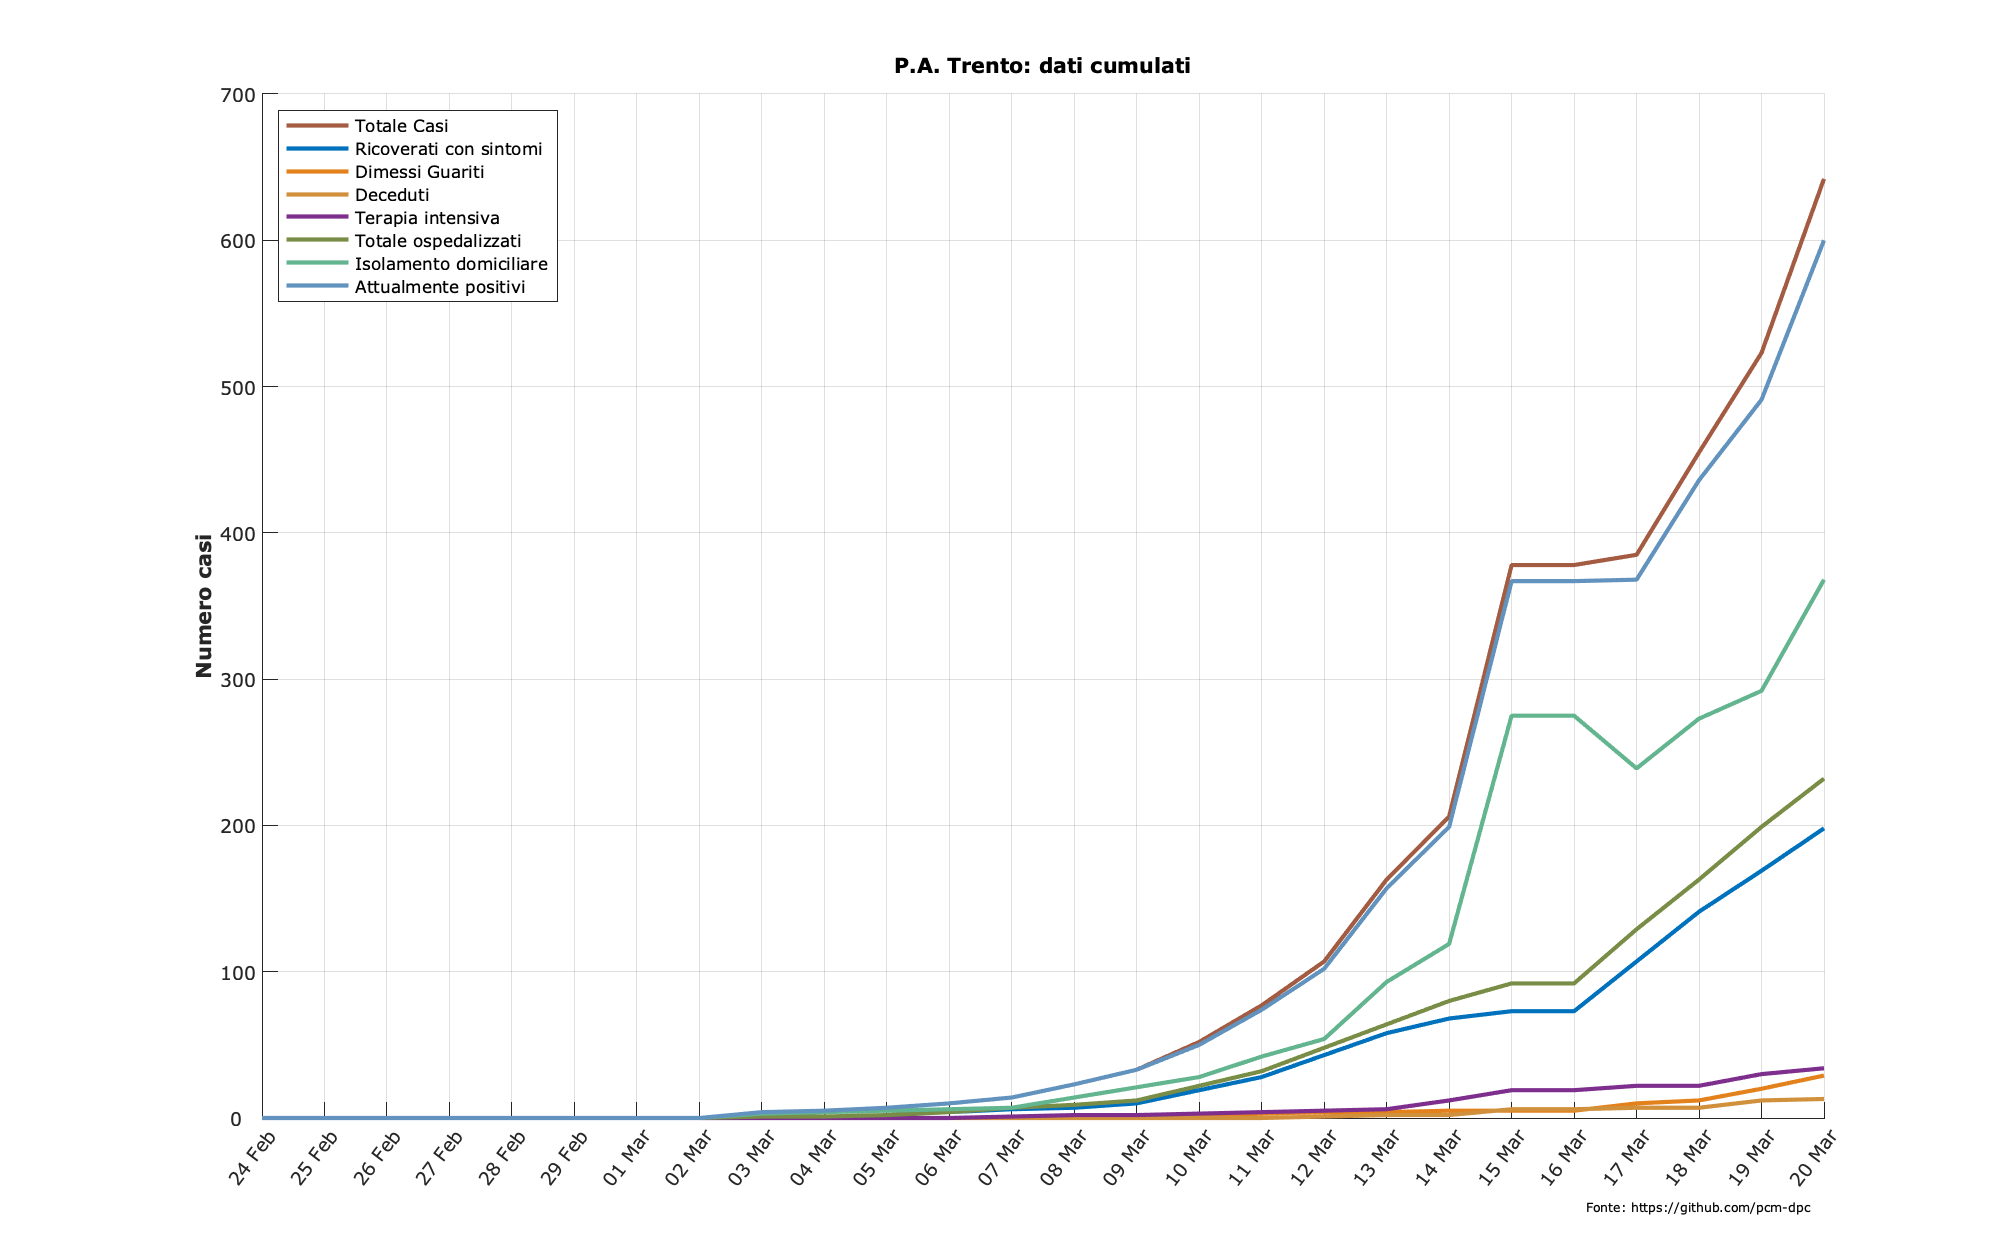 P.A. Trento: dati cumulati
700
600
500
400
300
200
100
0
Numero casi
Totale Casi
Ricoverati con sintomi
Dimessi Guariti
Deceduti
Terapia intensiva
Totale ospedalizzati
Isolamento domiciliare
Attualmente positivi
24 Feb
25 Feb
26 Feb
27 Feb
28 Feb
29 Feb
01 Mar
02 Mar
03 Mar
04 Mar
05 Mar
06 Mar
07 Mar
08 Mar
09 Mar
10 Mar
11 Mar
12 Mar
13 Mar
14 Mar
15 Mar
16 Mar
17 Mar
18 Mar
19 Mar
20 Mar
Fonte: https://github.com/pcm-dpc